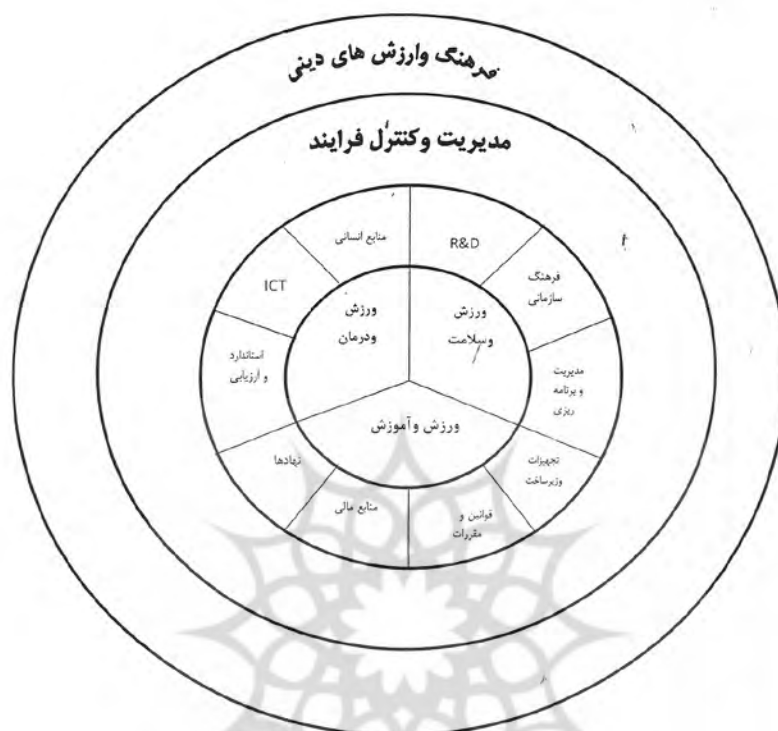 فرهنگ وارزش های دینی
مدیریت وکنترل فرایند
منابع انسانی
R&D
فرهنگ
سازمانی
ICT
ورزش
ودرمان
ورزش
وسلامت
استاندارد
و ارزیابی
مدیریت
و برنامه
ریزی
ورزش وآموزش
نهادها
تجهیزات
وزیرساخت
منابع مالی
قوانین و
مقررات